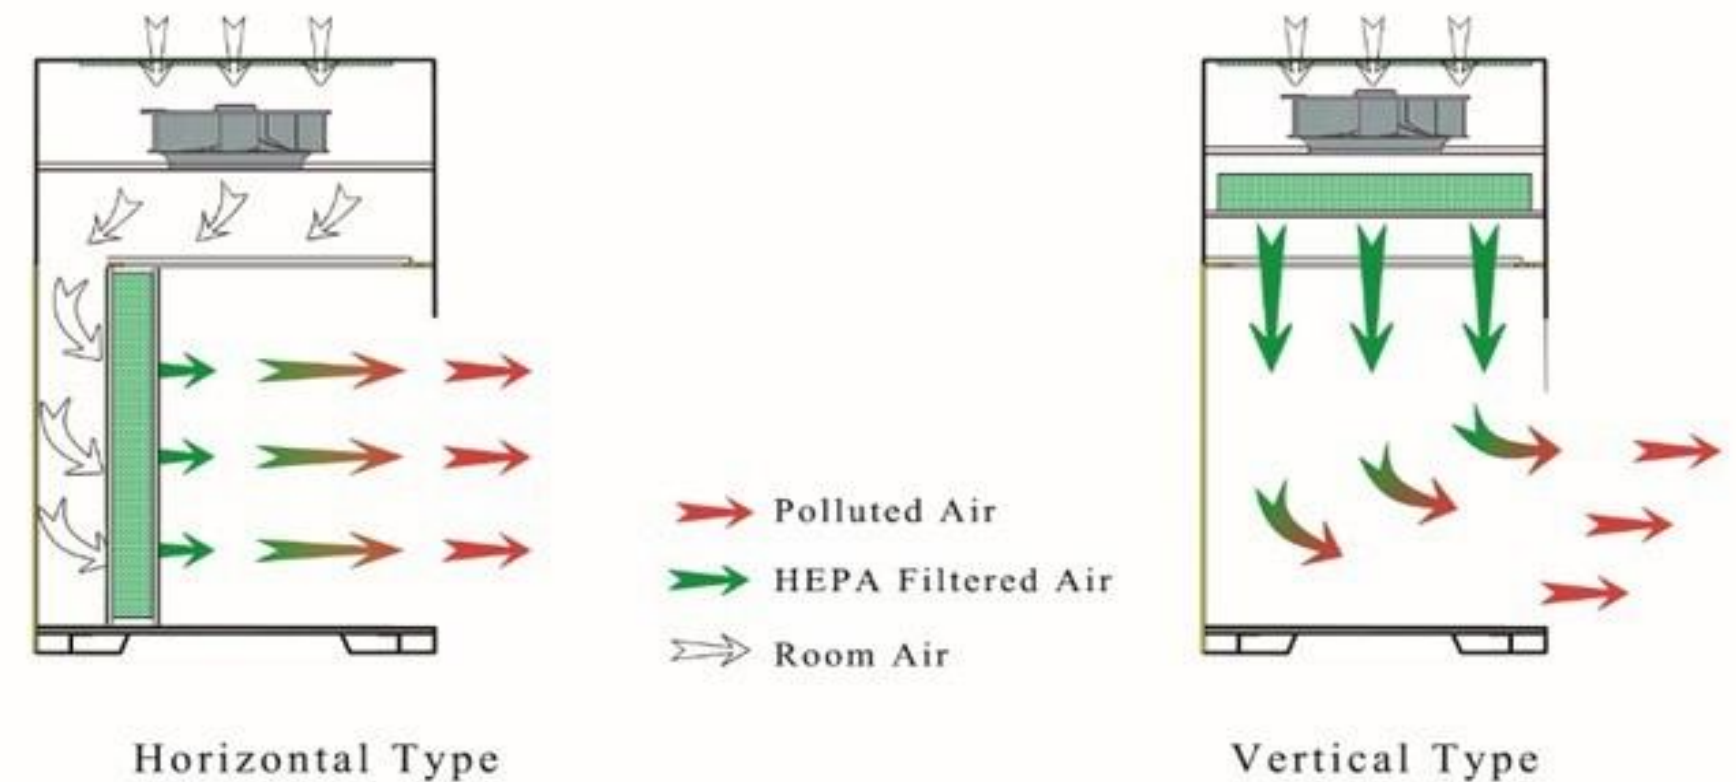 Polluted Air
HEPA Filtered Air
Room Air
Horizontal Type
Vertical Type